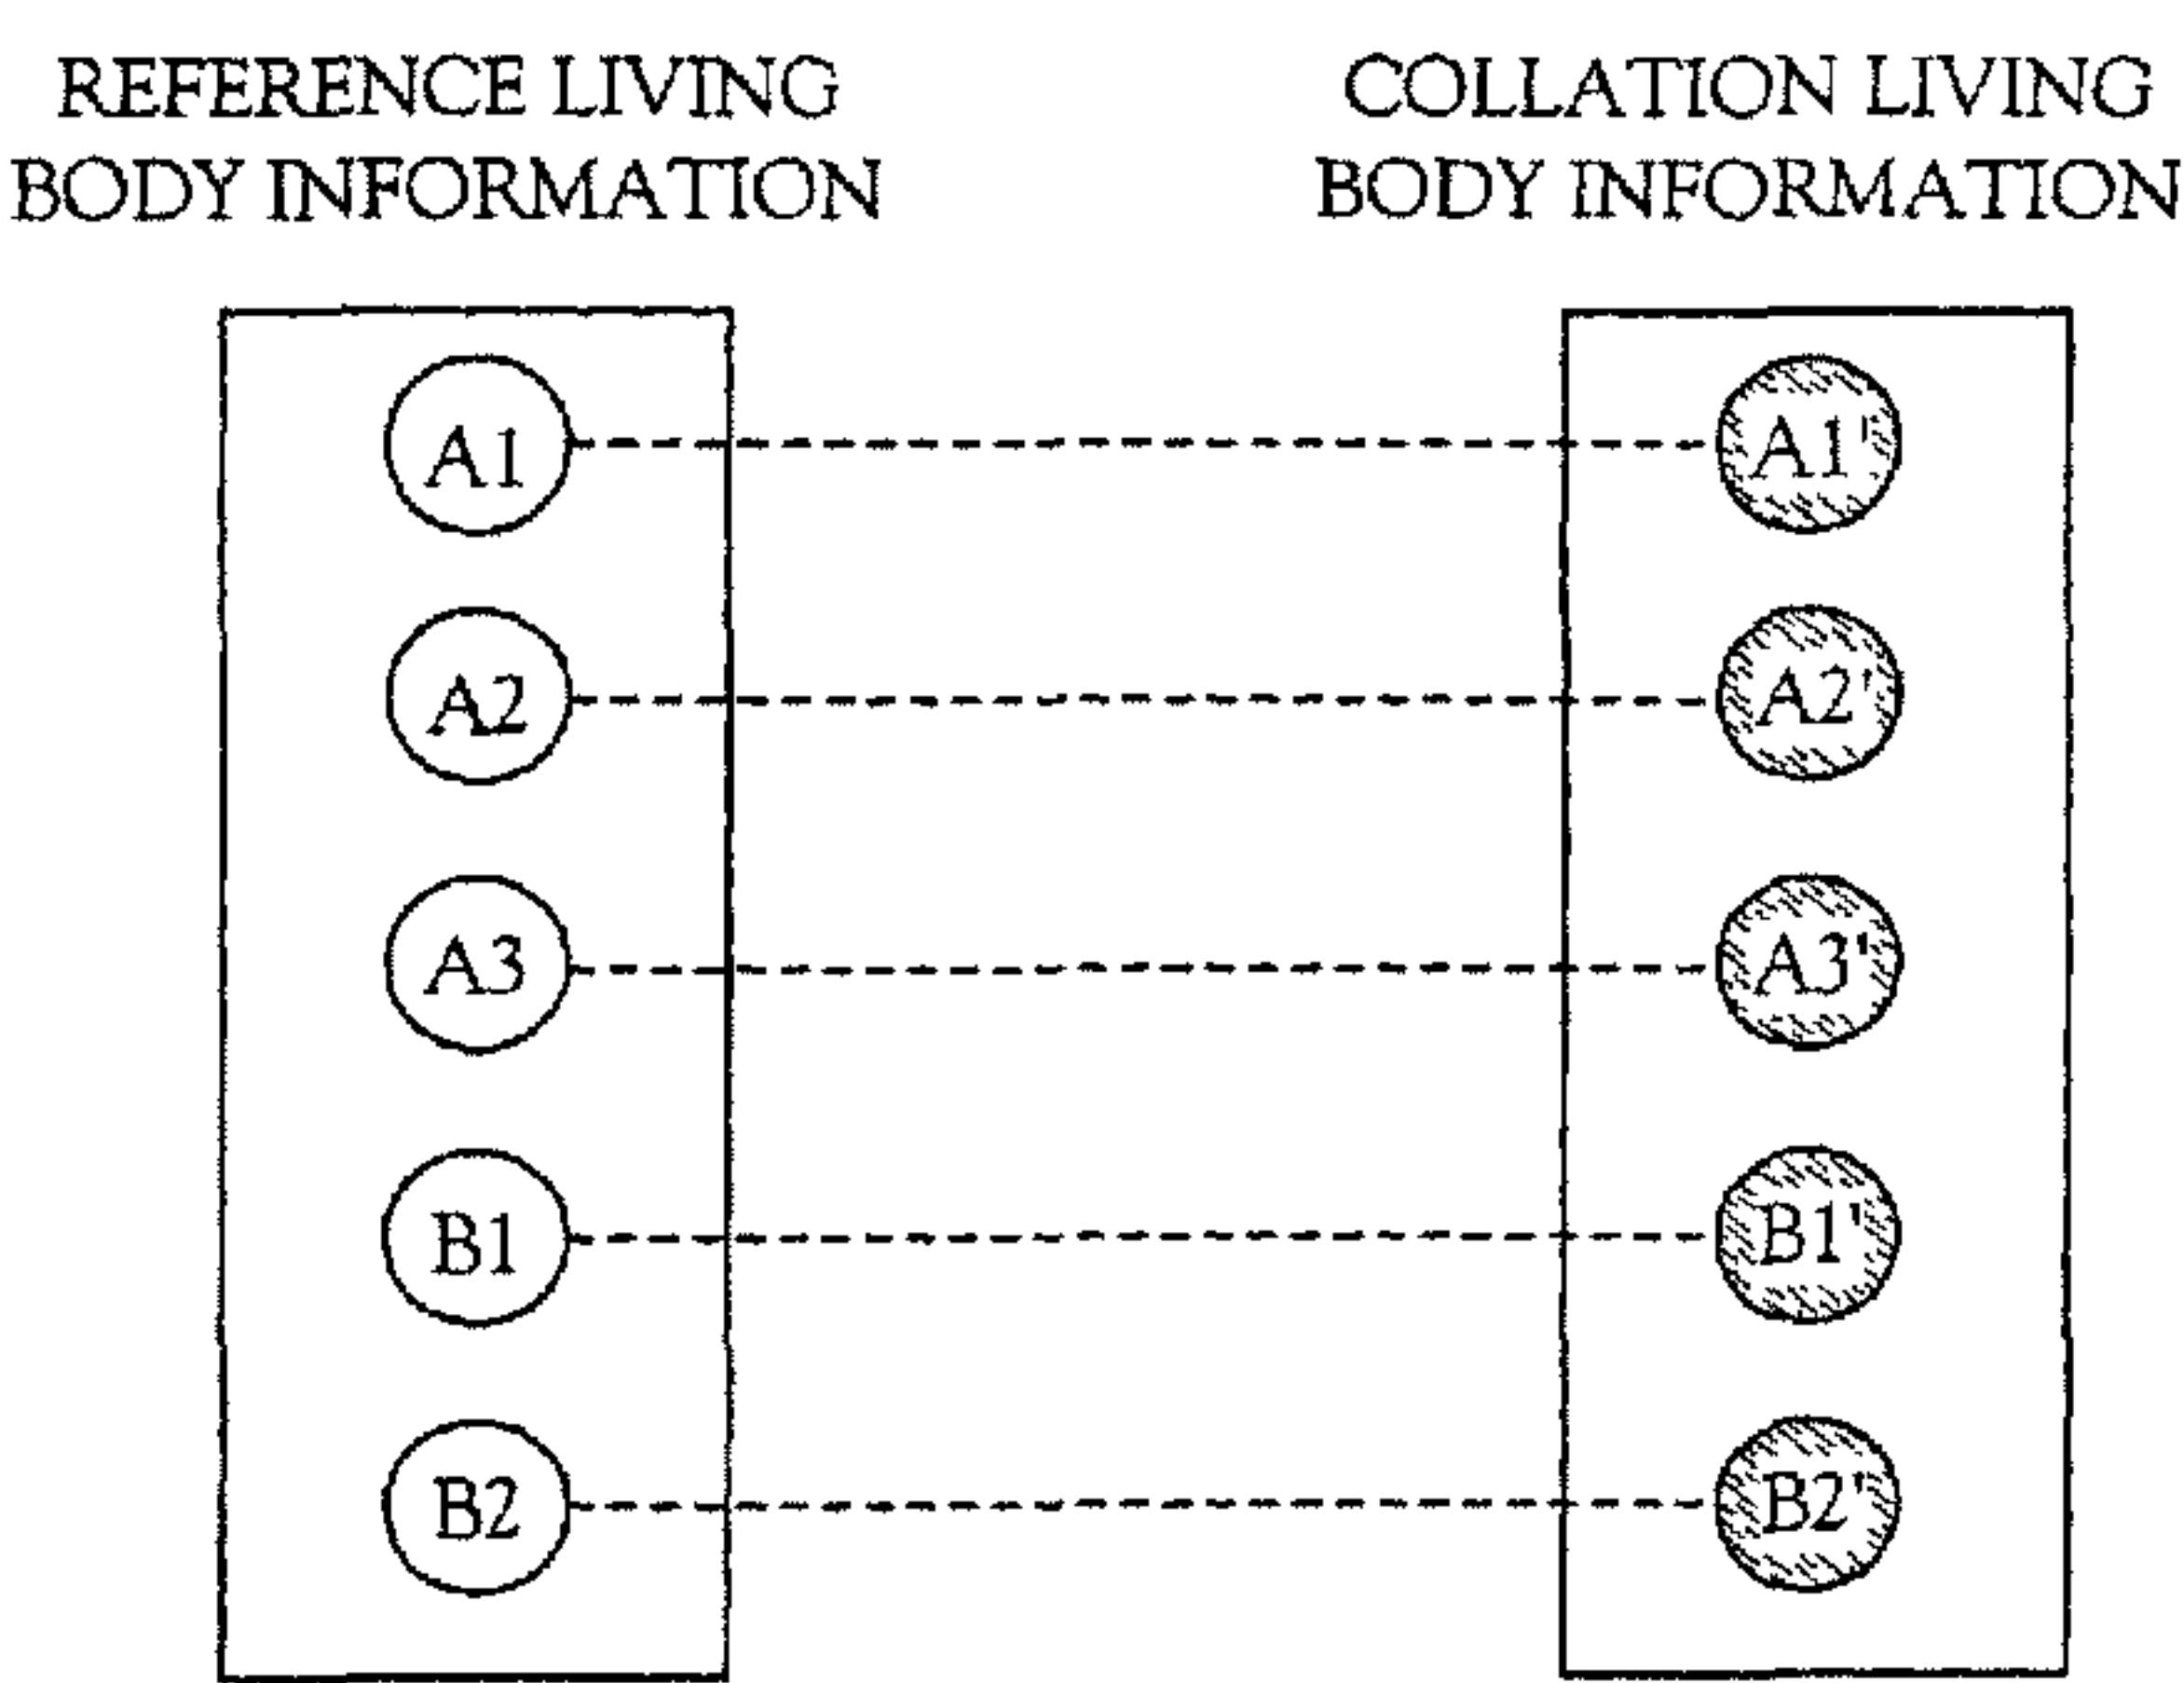 REFERENCE LIVING
BODY INFORMATION
COLLATION LIVING
BODY INFORMATION
A1
A1'
A2
A2'
A3
A3'
B1
B1'
B2
B2'